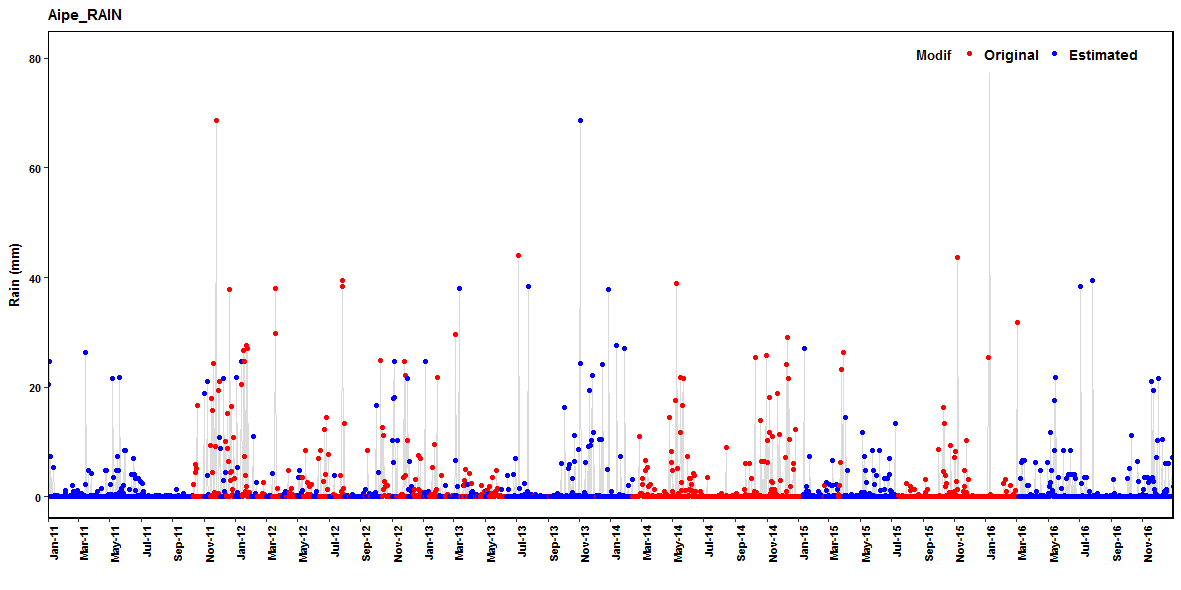 Aipe_RAIN
Modif Original Estimated
Rain (mm)
80
60
40
20
0
Jan-11 Mar-11 May-11 Jul-11 Sep-11 Nov-11 Jan-12 Mar-12 May-12 Jul-12 Sep-12 Nov-12 Jan-13 Mar-13 May-13 Jul-13 Sep-13 Nov-13 Jan-14 Mar-14 May-14 Jul-14 Sep-14 Nov-14 Jan-15 Mar-15 May-15 Jul-15 Sep-15 Nov-15 Jan-16 Mar-16 May-16 Jul-16 Sep-16 Nov-16